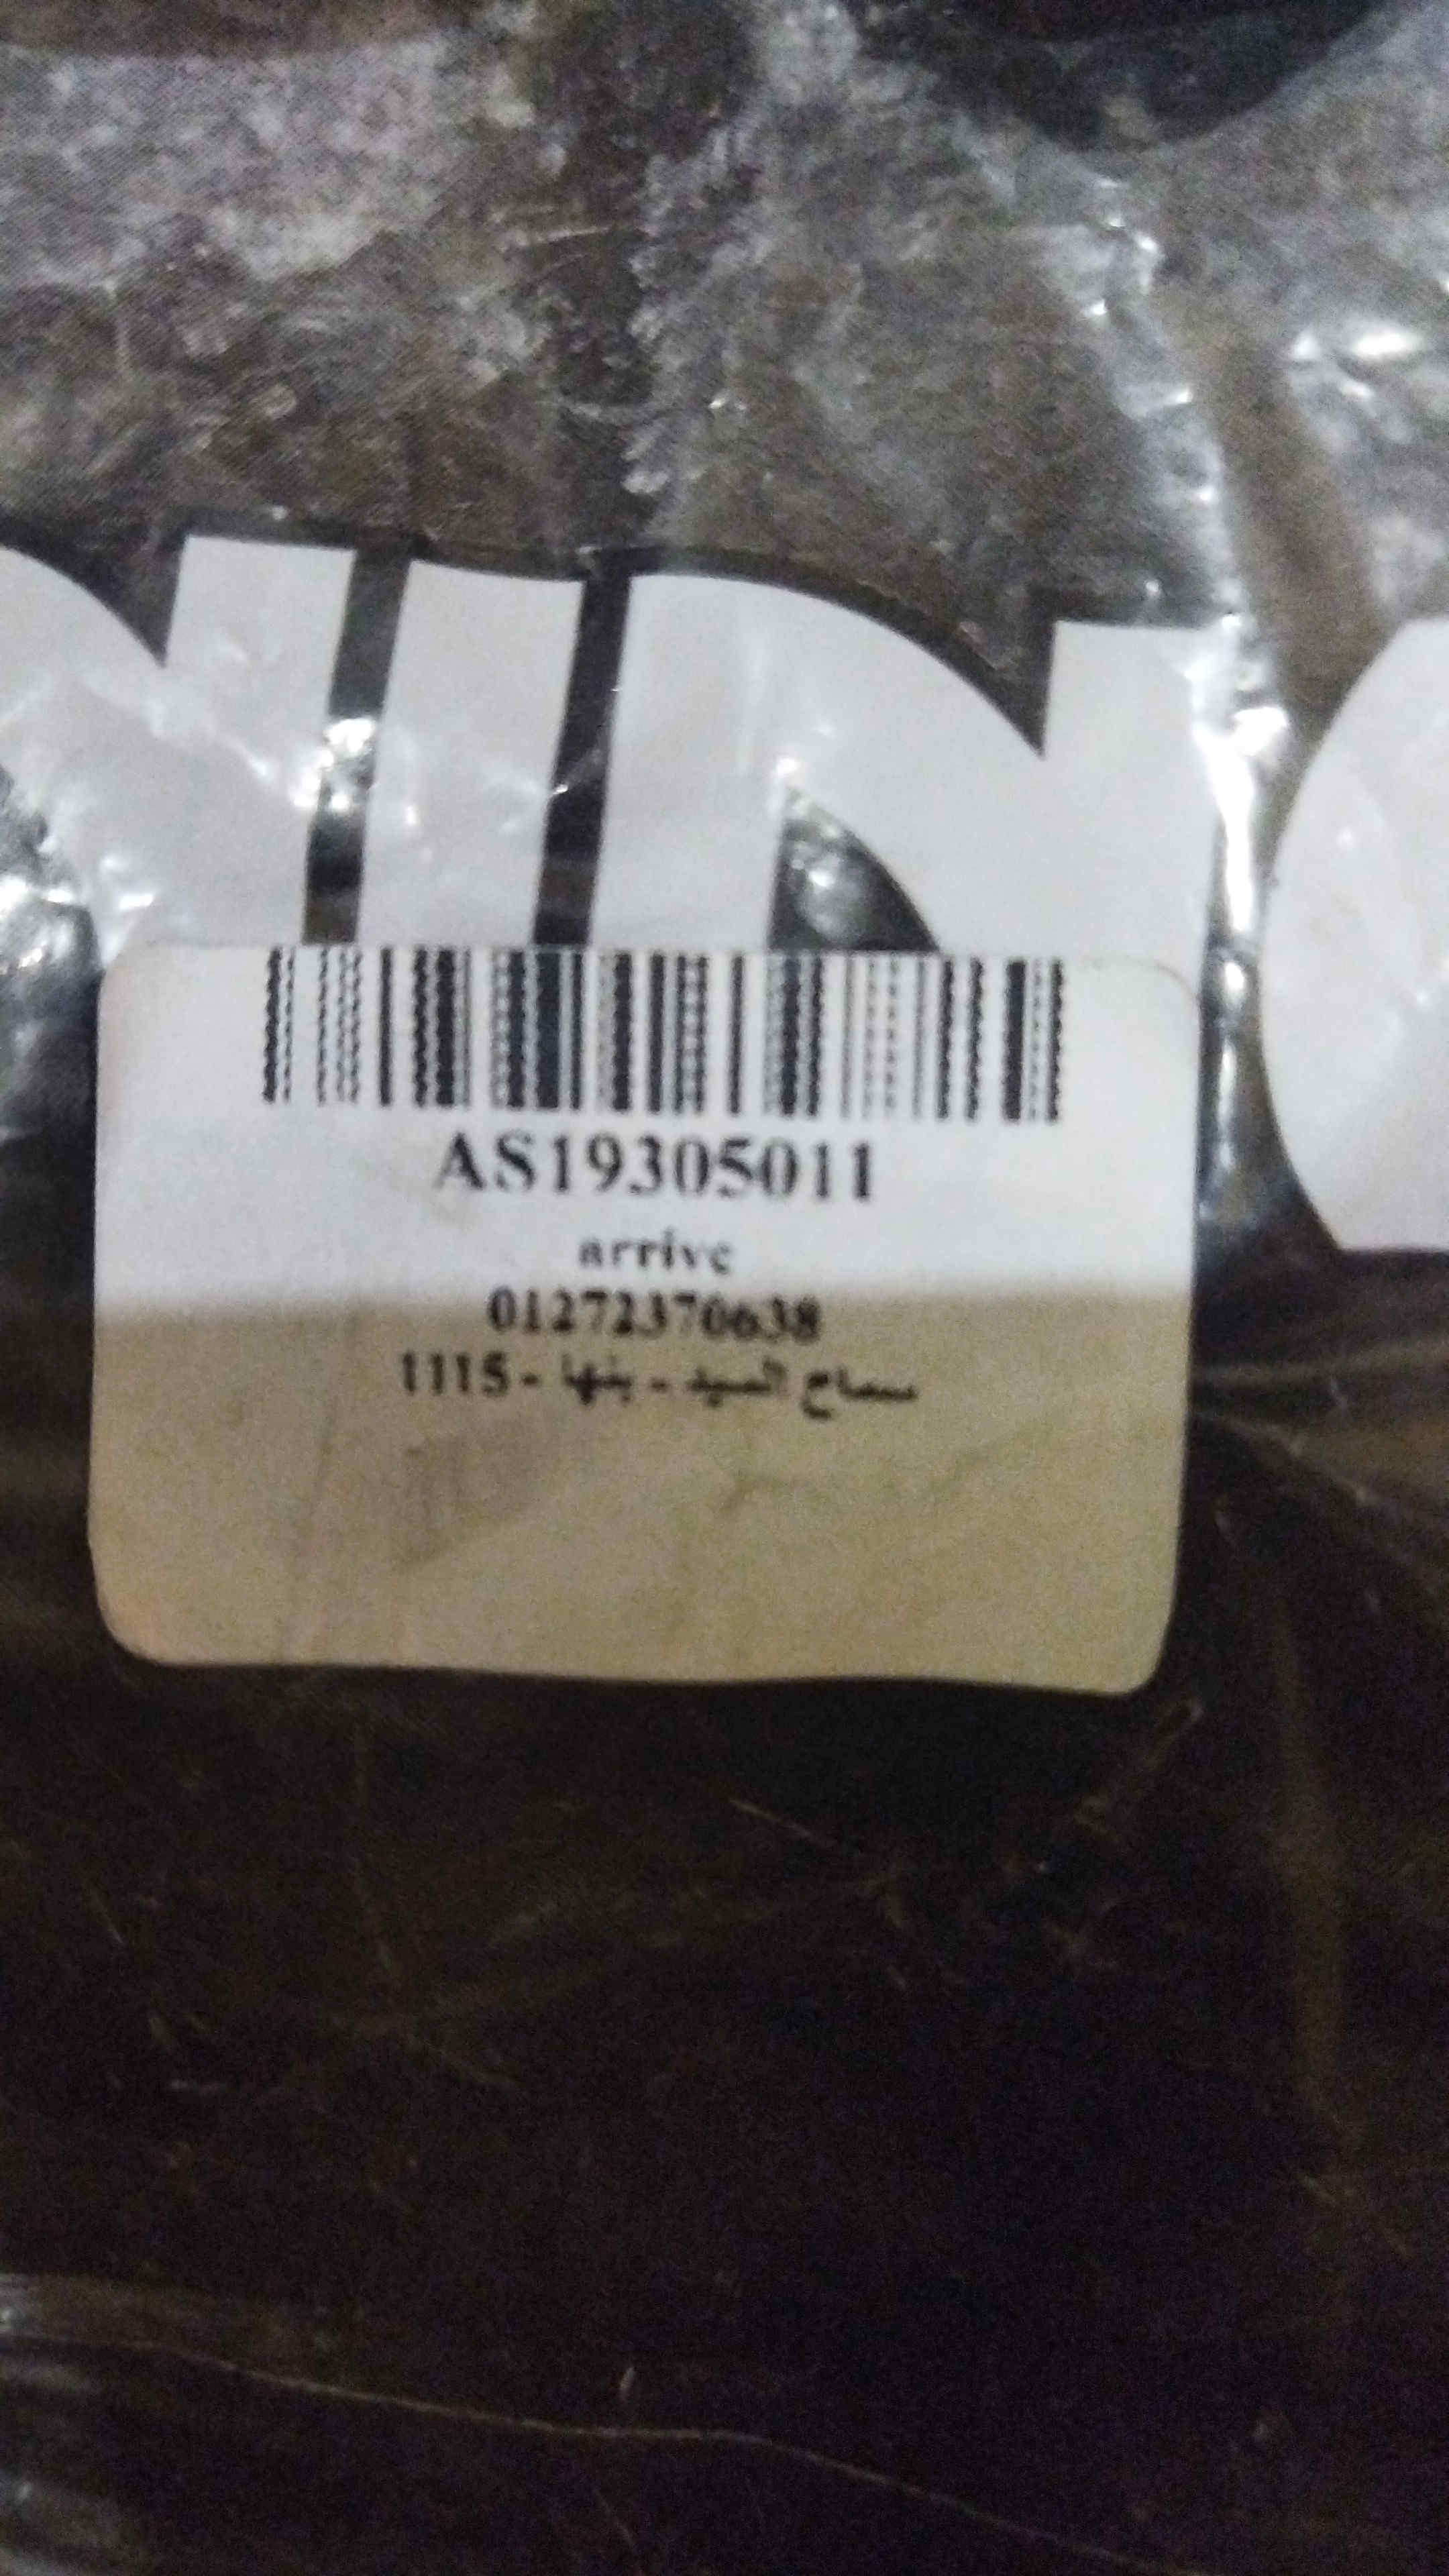 AS19305011
arrive
01272370638
سماح السيد - بنها - 1115